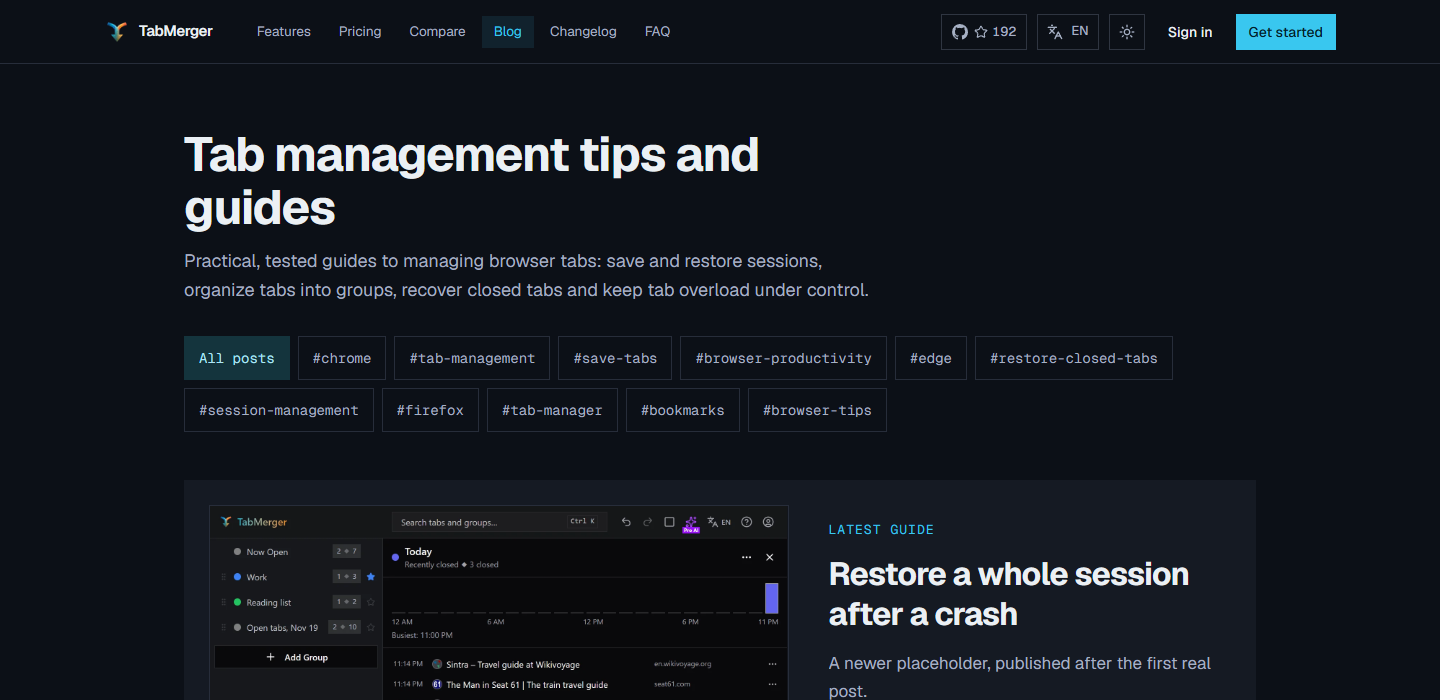 TabMerger
Features
Pricing
Compare
Blog
Changelog
FAQ
192
EN
Sign in
Get started
Tab management tips and
guides
Practical, tested guides to managing browser tabs: save and restore sessions,
organize tabs into groups, recover closed tabs and keep tab overload under control.
All posts
#chrome
#tab-management
#save-tabs
#browser-productivity
#edge
#restore-closed-tabs
#session-management
#firefox
#tab-manager
#bookmarks
#browser-tips
TabMerger
Search tabs and groups...
Ctrl K
Pro AI
EN
Now Open
2 ÷ 7
Work
1 ÷ 3
Reading list
1 ÷ 2
Open tabs, Nov 19
2 ÷ 10
+ Add Group
Today
Recently closed ◆ 3 closed
12 AM
6 AM
12 PM
6 PM
11 PM
Busiest: 11:00 PM
11:14 PM
Sintra – Travel guide at Wikivoyage
en.wikivoyage.org
11:14 PM
61
The Man in Seat 61 | The train travel guide
seat61.com
LATEST GUIDE
Restore a whole session
after a crash
A newer placeholder, published after the first real
post.